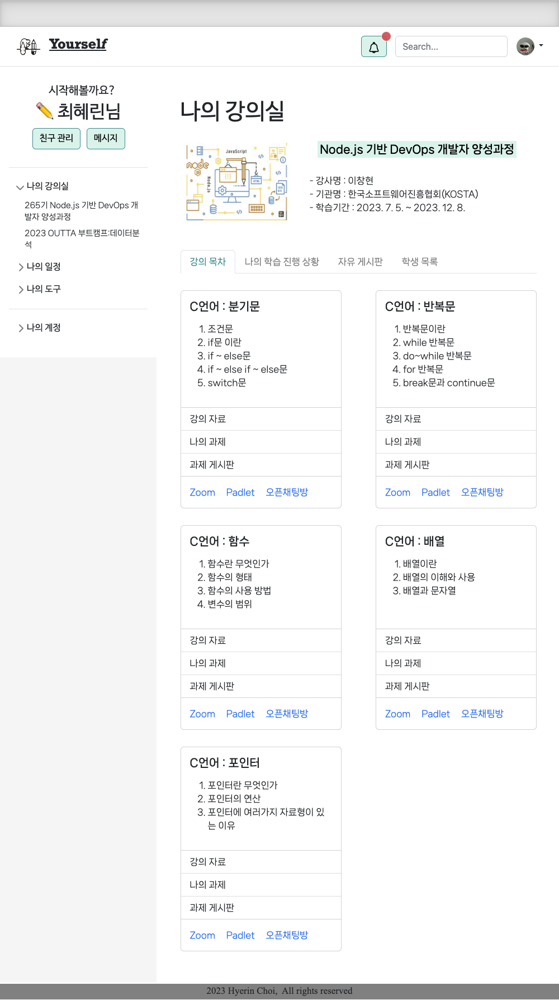 Yourself
Search...
시작해볼까요?
✏️ 최혜린님
친구 관리 메시지
나의 강의실
265기 Node.js 기반 DevOps 개
발자 양성과정
2023 OUTTA 부트캠프:데이터분
석
나의 일정
나의 도구
나의 계정
나의 강의실
JavaScript
node
JS
Node.js
HTML
Node.js 기반 DevOps 개발자 양성과정
- 강사명 : 이창현
- 기관명 : 한국소프트웨어진흥협회(KOSTA)
- 학습기간 : 2023. 7. 5. ~ 2023. 12. 8.
강의 목차 나의 학습 진행 상황 자유 게시판 학생 목록
C언어 : 분기문
1. 조건문
2. if문 이란
3. if ~ else문
4. if ~ else if ~ else문
5. switch문
강의 자료
나의 과제
과제 게시판
Zoom Padlet 오픈채팅방
C언어 : 반복문
1. 반복문이란
2. while 반복문
3. do~while 반복문
4. for 반복문
5. break문과 continue문
강의 자료
나의 과제
과제 게시판
Zoom Padlet 오픈채팅방
C언어 : 함수
1. 함수란 무엇인가
2. 함수의 형태
3. 함수의 사용 방법
4. 변수의 범위
강의 자료
나의 과제
과제 게시판
Zoom Padlet 오픈채팅방
C언어 : 배열
1. 배열이란
2. 배열의 이해와 사용
3. 배열과 문자열
강의 자료
나의 과제
과제 게시판
Zoom Padlet 오픈채팅방
C언어 : 포인터
1. 포인터란 무엇인가
2. 포인터의 연산
3. 포인터에 여러가지 자료형이 있
는 이유
강의 자료
나의 과제
과제 게시판
Zoom Padlet 오픈채팅방
2023 Hyerin Choi, All rights reserved